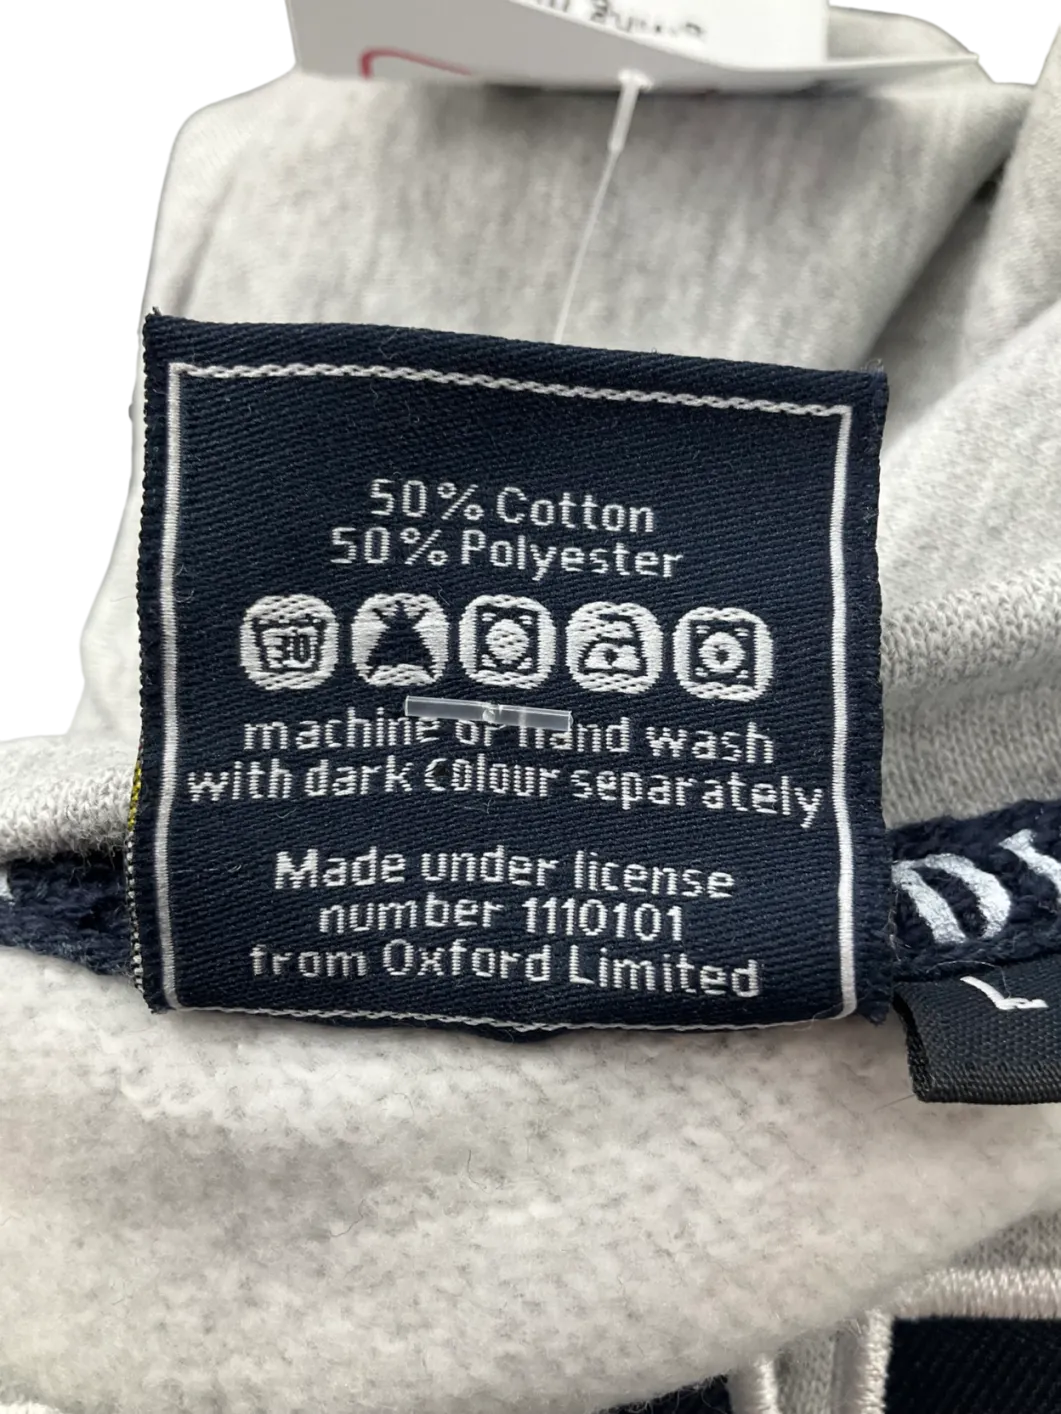 50% Cotton
50% Polyester
30
machine or hand wash
with dark colour separately
Made under license
number 1110101
from Oxford Limited